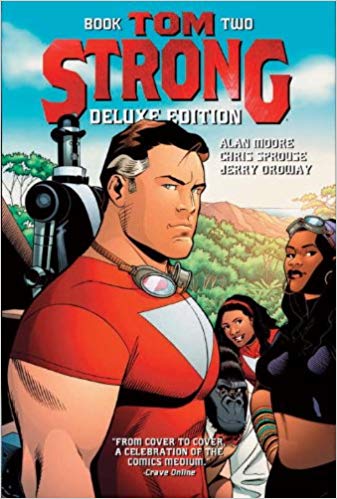 BOOK TOM TWO
STRONG
DELUXE EDITION
ALAN MOORE
CHRIS SPROUSE
JERRY ORDWAY
"FROM COVER TO COVER,
A CELEBRATION OF THE
COMICS MEDIUM."
-Crave Online